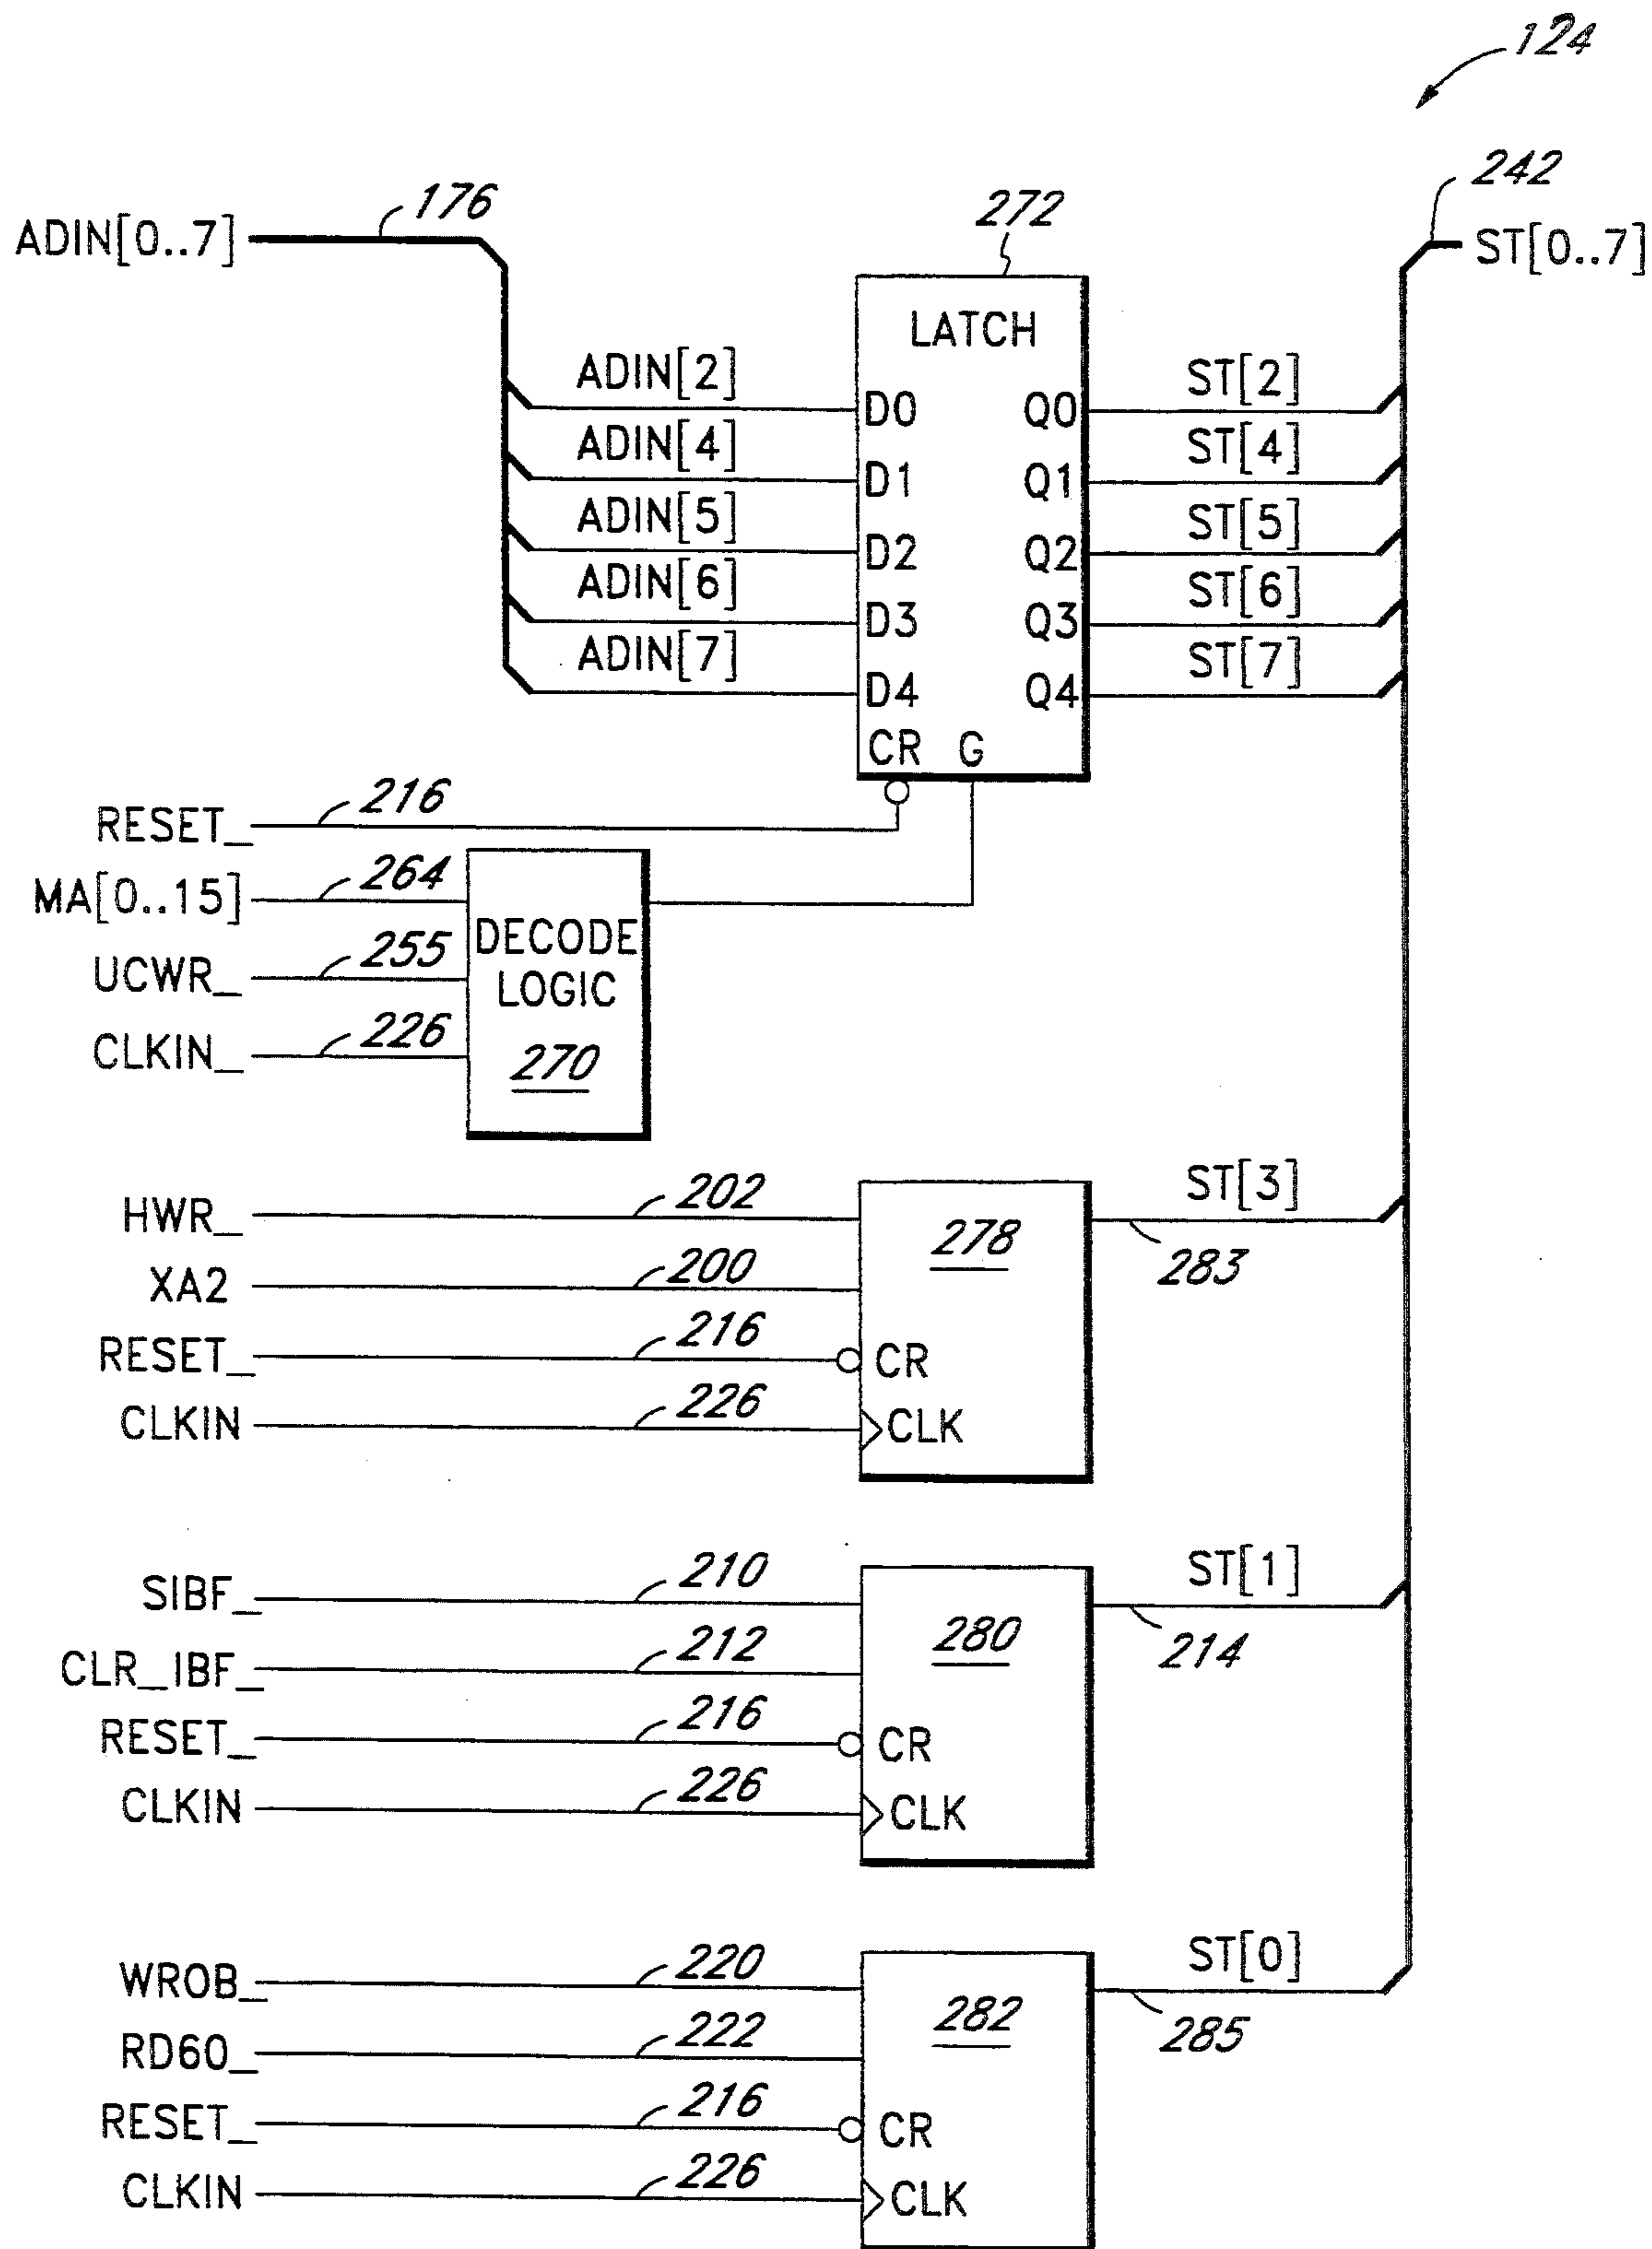 124
242
ADIN[0..7]
176
272
ST[0..7]
LATCH
ADIN[2]
D0
Q0
ST[2]
ADIN[4]
D1
Q1
ST[4]
ADIN[5]
D2
Q2
ST[5]
ADIN[6]
D3
Q3
ST[6]
ADIN[7]
D4
Q4
ST[7]
CR
G
RESET_
216
MA[0..15]
264
UCWR_
255
CLKIN_
226
DECODE
LOGIC
270
HWR_
202
278
ST[3]
283
XA2
200
RESET_
216
CR
CLKIN
226
CLK
SIBF_
210
280
ST[1]
214
CLR_IBF_
212
RESET_
216
CR
CLKIN
226
CLK
WROB_
220
282
ST[0]
285
RD60_
222
RESET_
216
CR
CLKIN
226
CLK